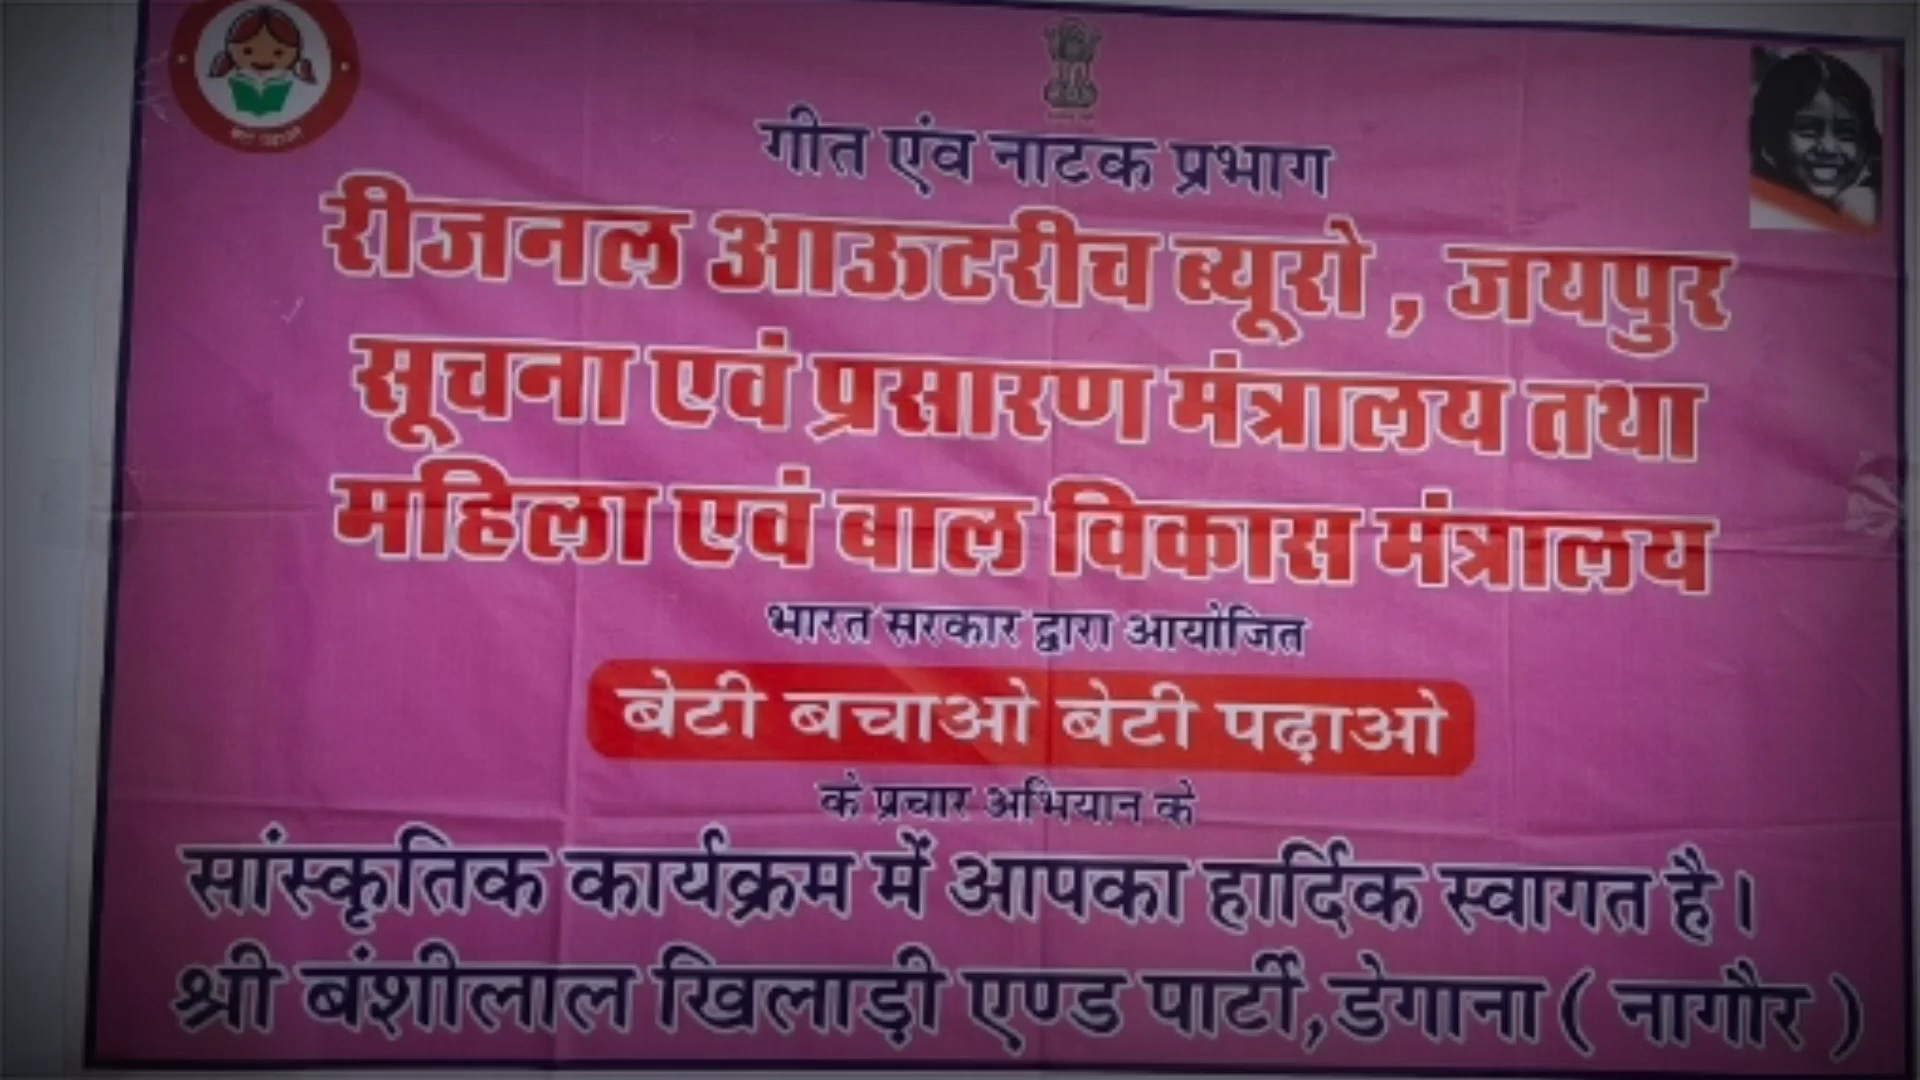 गीत एंव नाटक प्रभाग
रीजनल आऊटरीच ब्यूरो , जयपुर
सूचना एवं प्रसारण मंत्रालय तथा
महिला एवं बाल विकास मंत्रालय
भारत सरकार द्वारा आयोजित
बेटी बचाओ बेटी पढ़ाओ
के प्रचार अभियान के
सांस्कृतिक कार्यक्रम में आपका हार्दिक स्वागत है।
श्री बंशीलाल खिलाड़ी एण्ड पार्टी,डेगाना ( नागौर )